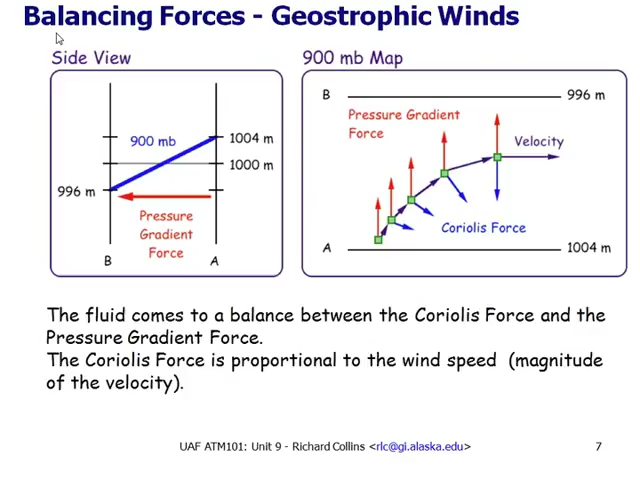 Balancing Forces - Geostrophic Winds
Side View
900 mb
1004 m
1000 m
996 m
Pressure
Gradient
Force
B
A
900 mb Map
B
996 m
Pressure Gradient
Force
Velocity
Coriolis Force
A
1004 m
The fluid comes to a balance between the Coriolis Force and the
Pressure Gradient Force.
The Coriolis Force is proportional to the wind speed (magnitude
of the velocity).
UAF ATM101: Unit 9 - Richard Collins <rlc@gi.alaska.edu>
7